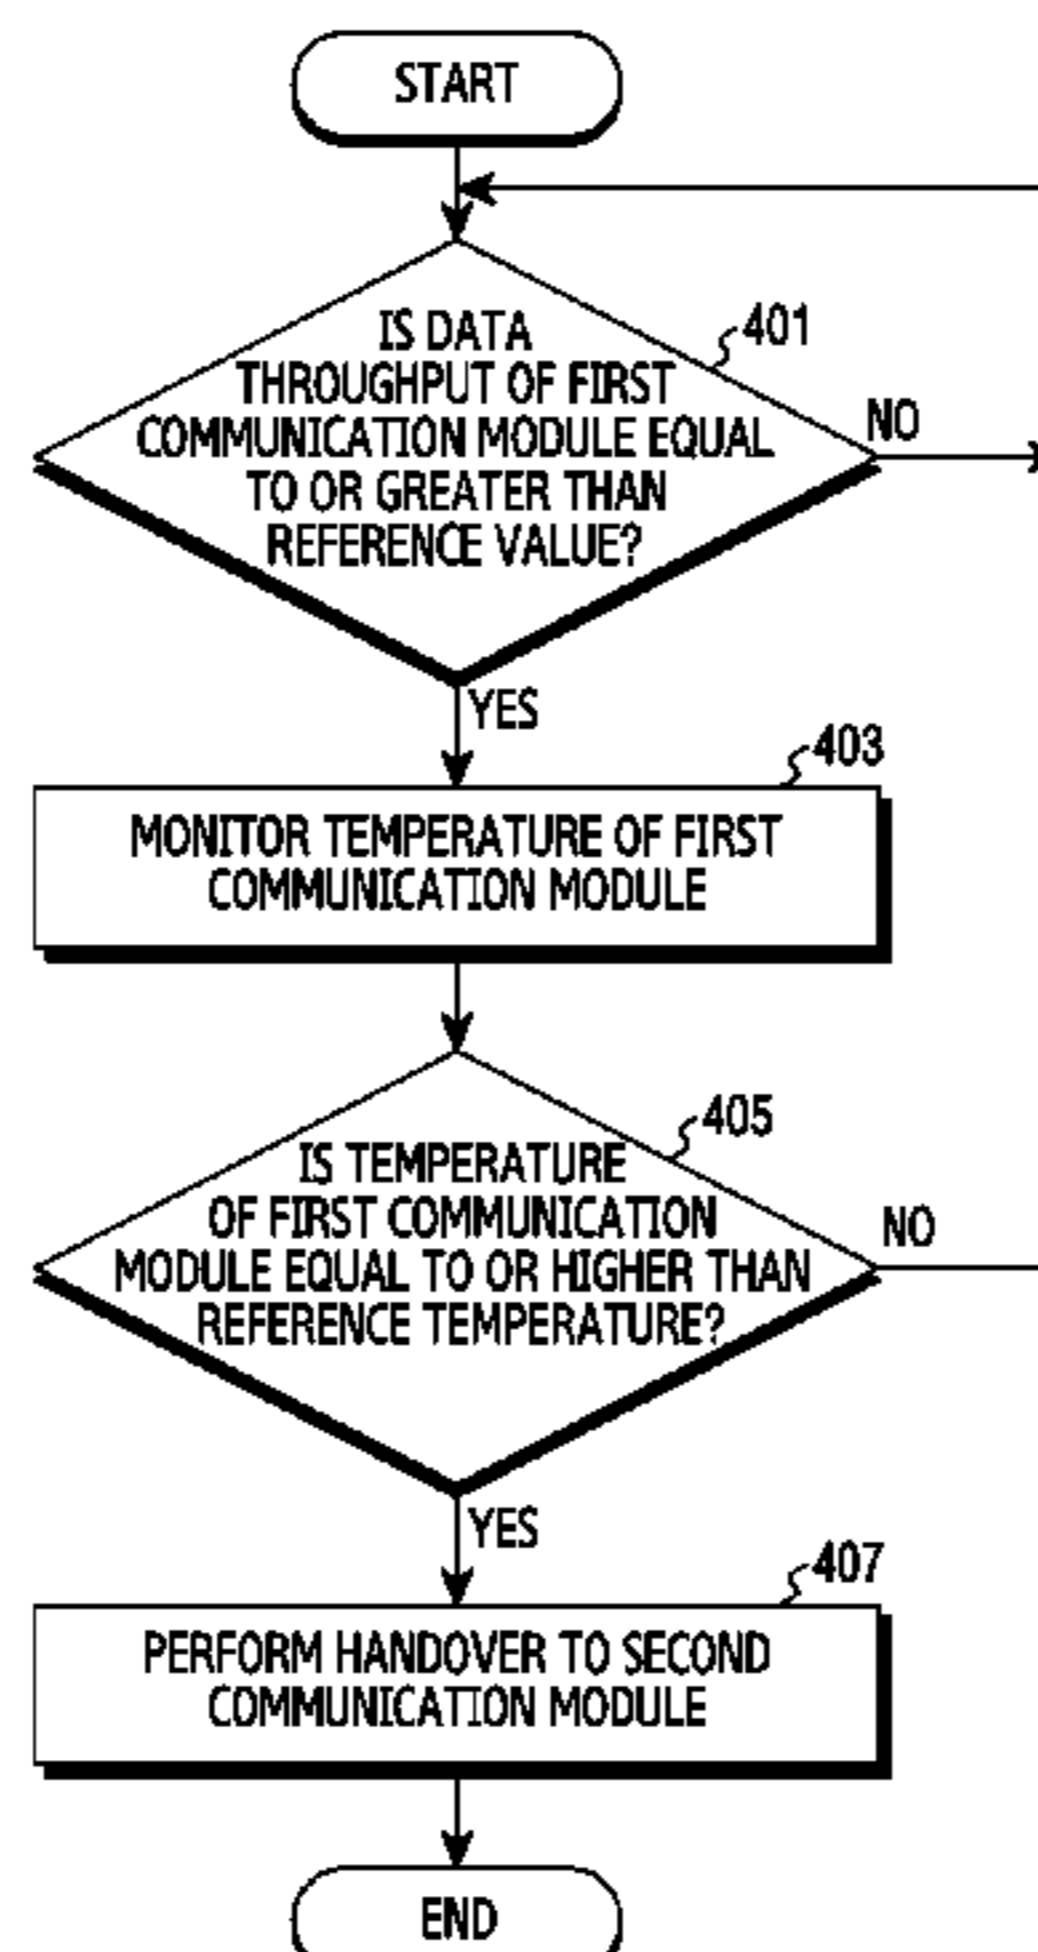 START
401
IS DATA
THROUGHPUT OF FIRST
COMMUNICATION MODULE EQUAL
TO OR GREATER THAN
REFERENCE VALUE?
NO
YES
403
MONITOR TEMPERATURE OF FIRST
COMMUNICATION MODULE
405
IS TEMPERATURE
OF FIRST COMMUNICATION
MODULE EQUAL TO OR HIGHER THAN
REFERENCE TEMPERATURE?
NO
YES
407
PERFORM HANDOVER TO SECOND
COMMUNICATION MODULE
END